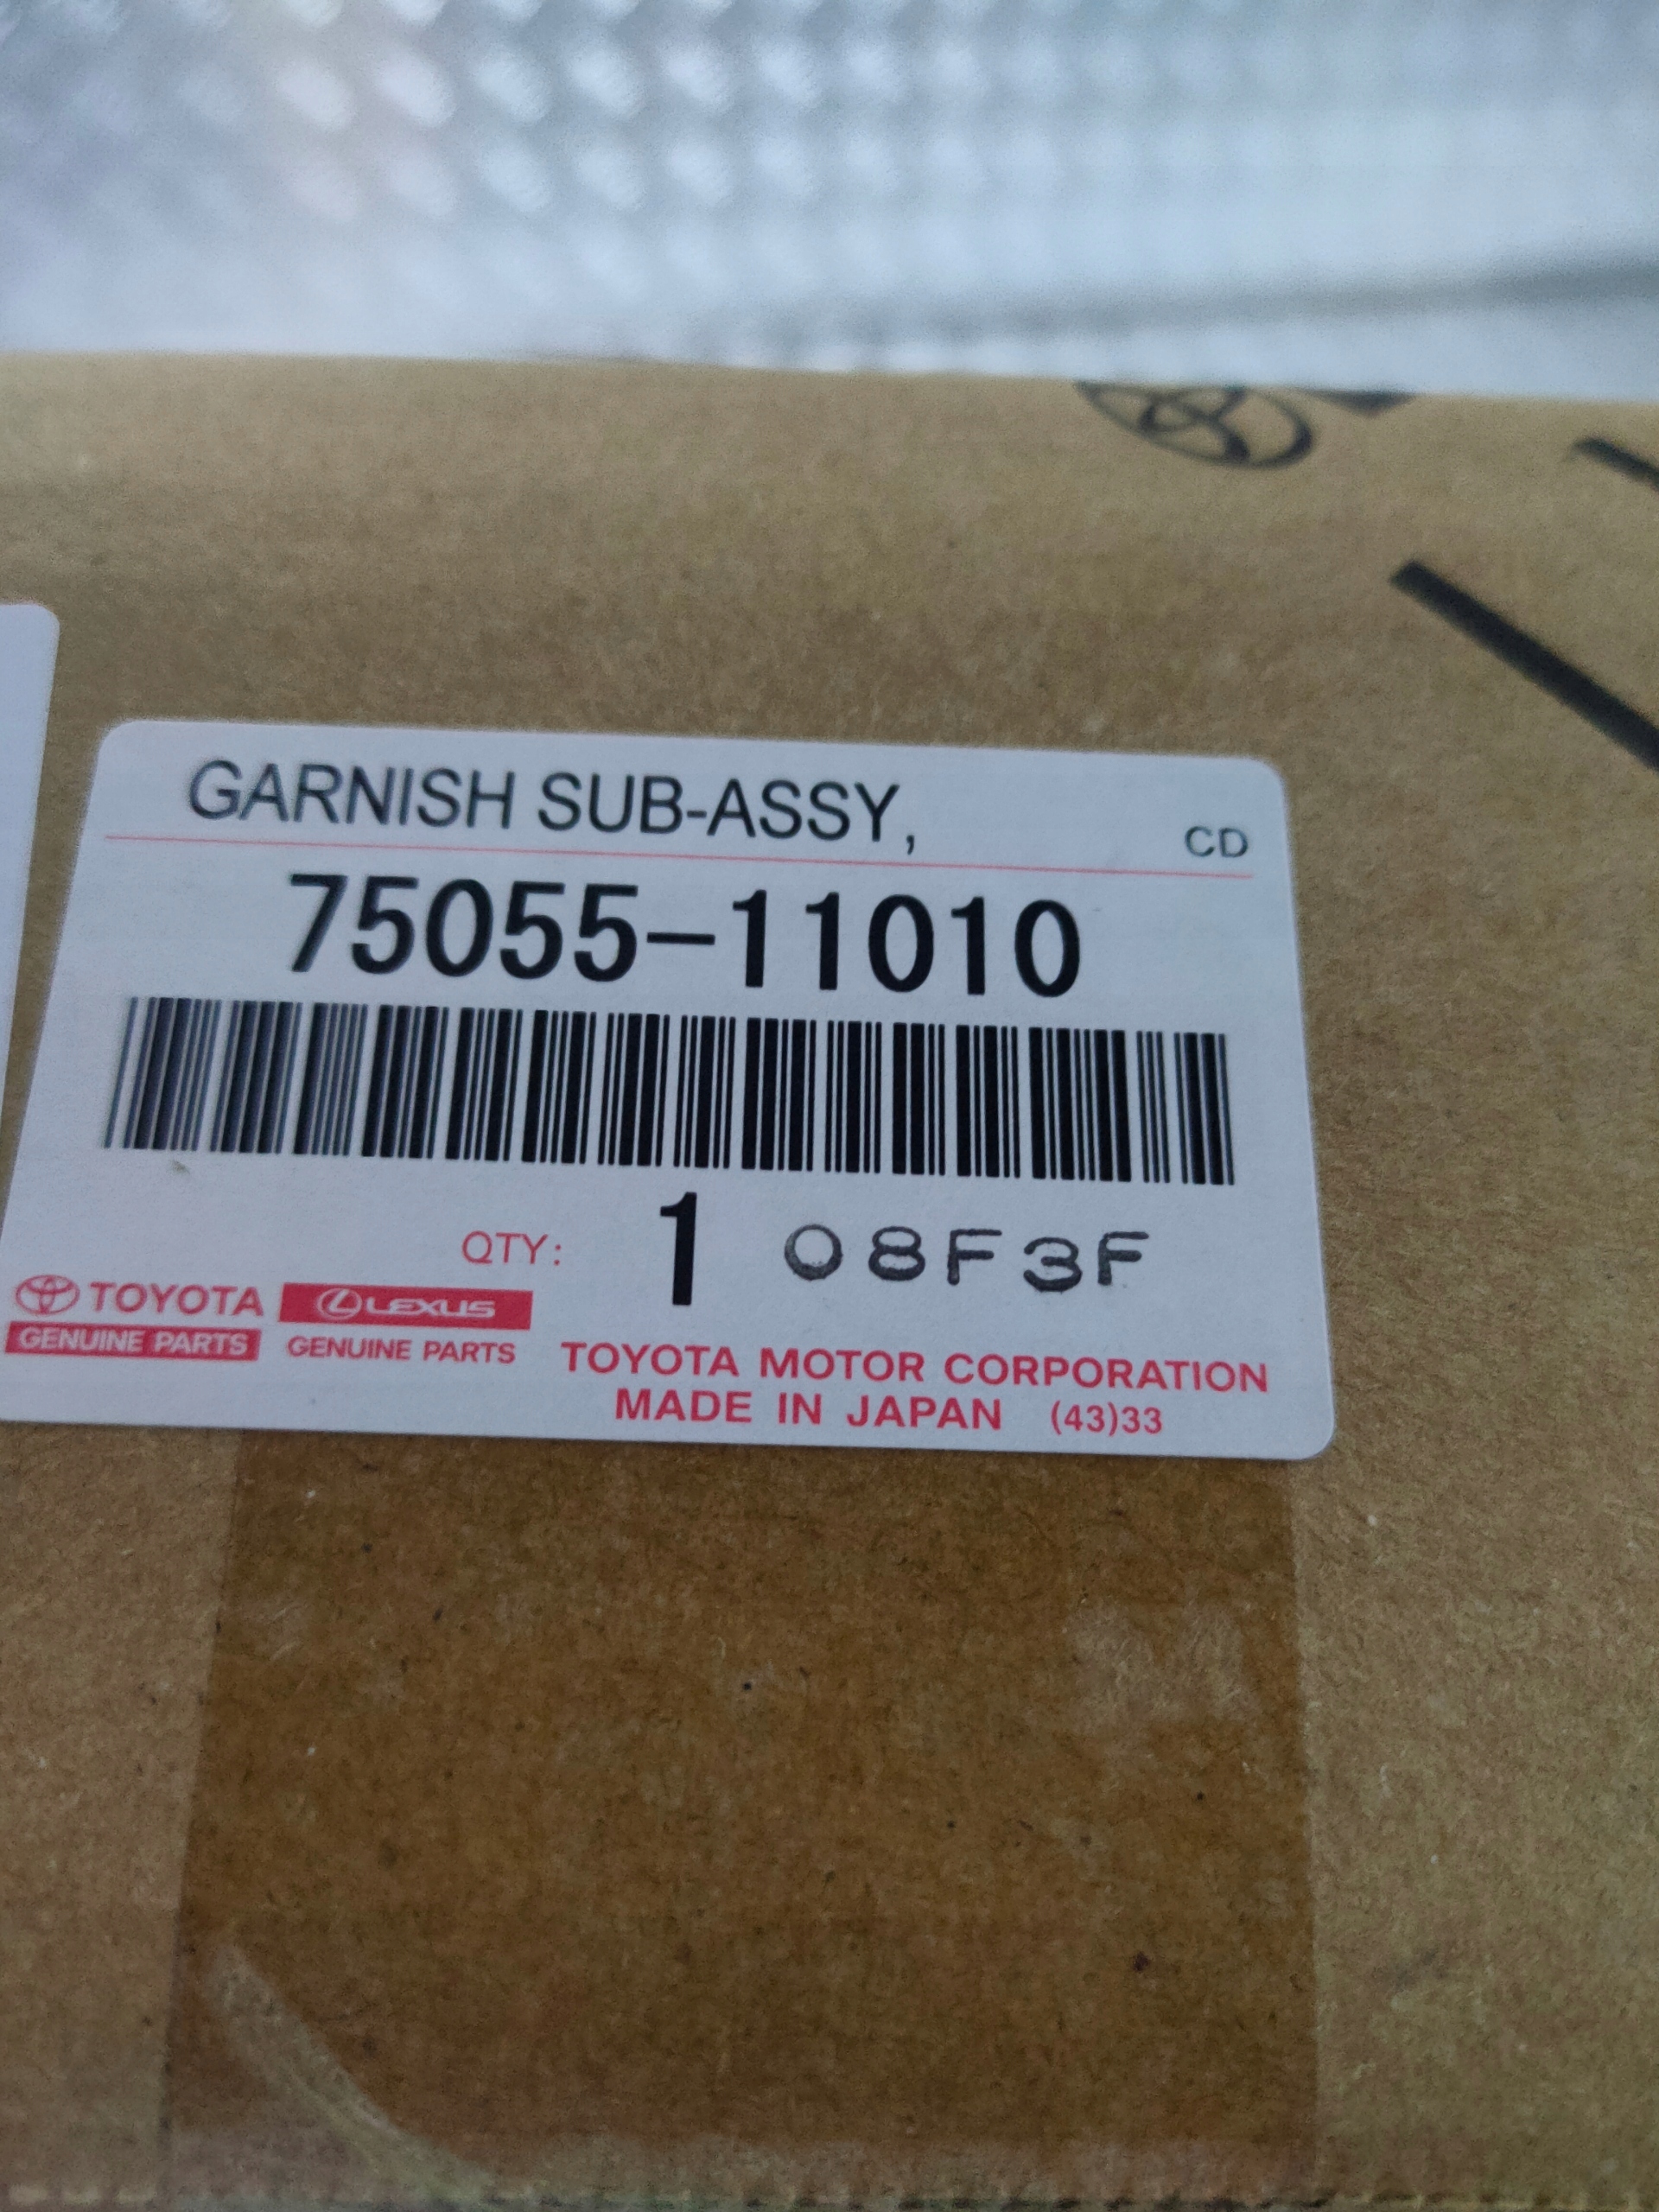 GARNISH SUB-ASSY,
CD
75055-11010
QTY: 1 08F3F
TOYOTA LEXUS
GENUINE PARTS GENUINE PARTS
TOYOTA MOTOR CORPORATION
MADE IN JAPAN (43)33